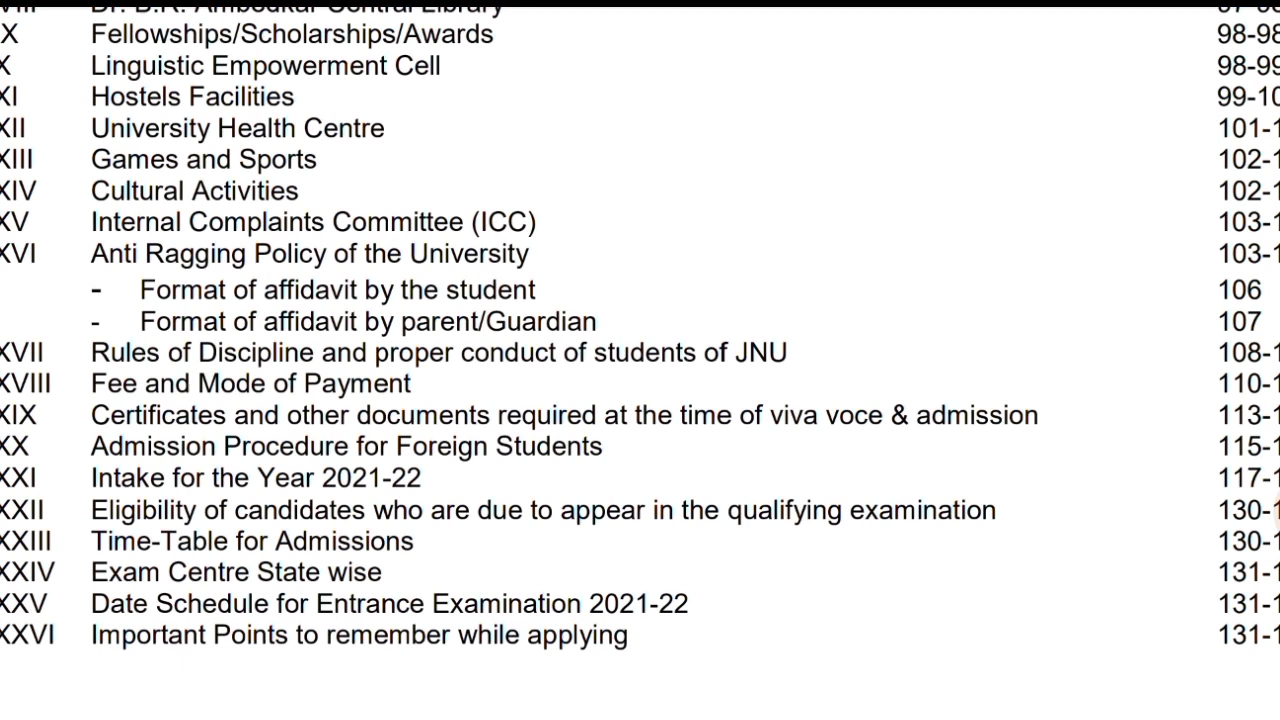 Dr. B.R. Ambedkar Central Library
X Fellowships/Scholarships/Awards 98-98
X Linguistic Empowerment Cell 98-99
XI Hostels Facilities 99-10
XII University Health Centre 101-1
XIII Games and Sports 102-1
XIV Cultural Activities 102-1
XV Internal Complaints Committee (ICC) 103-1
XVI Anti Ragging Policy of the University 103-1
- Format of affidavit by the student 106
- Format of affidavit by parent/Guardian 107
XVII Rules of Discipline and proper conduct of students of JNU 108-1
XVIII Fee and Mode of Payment 110-1
XIX Certificates and other documents required at the time of viva voce & admission 113-1
XX Admission Procedure for Foreign Students 115-1
XXI Intake for the Year 2021-22 117-1
XXII Eligibility of candidates who are due to appear in the qualifying examination 130-1
XXIII Time-Table for Admissions 130-1
XXIV Exam Centre State wise 131-1
XXV Date Schedule for Entrance Examination 2021-22 131-1
XXVI Important Points to remember while applying 131-1